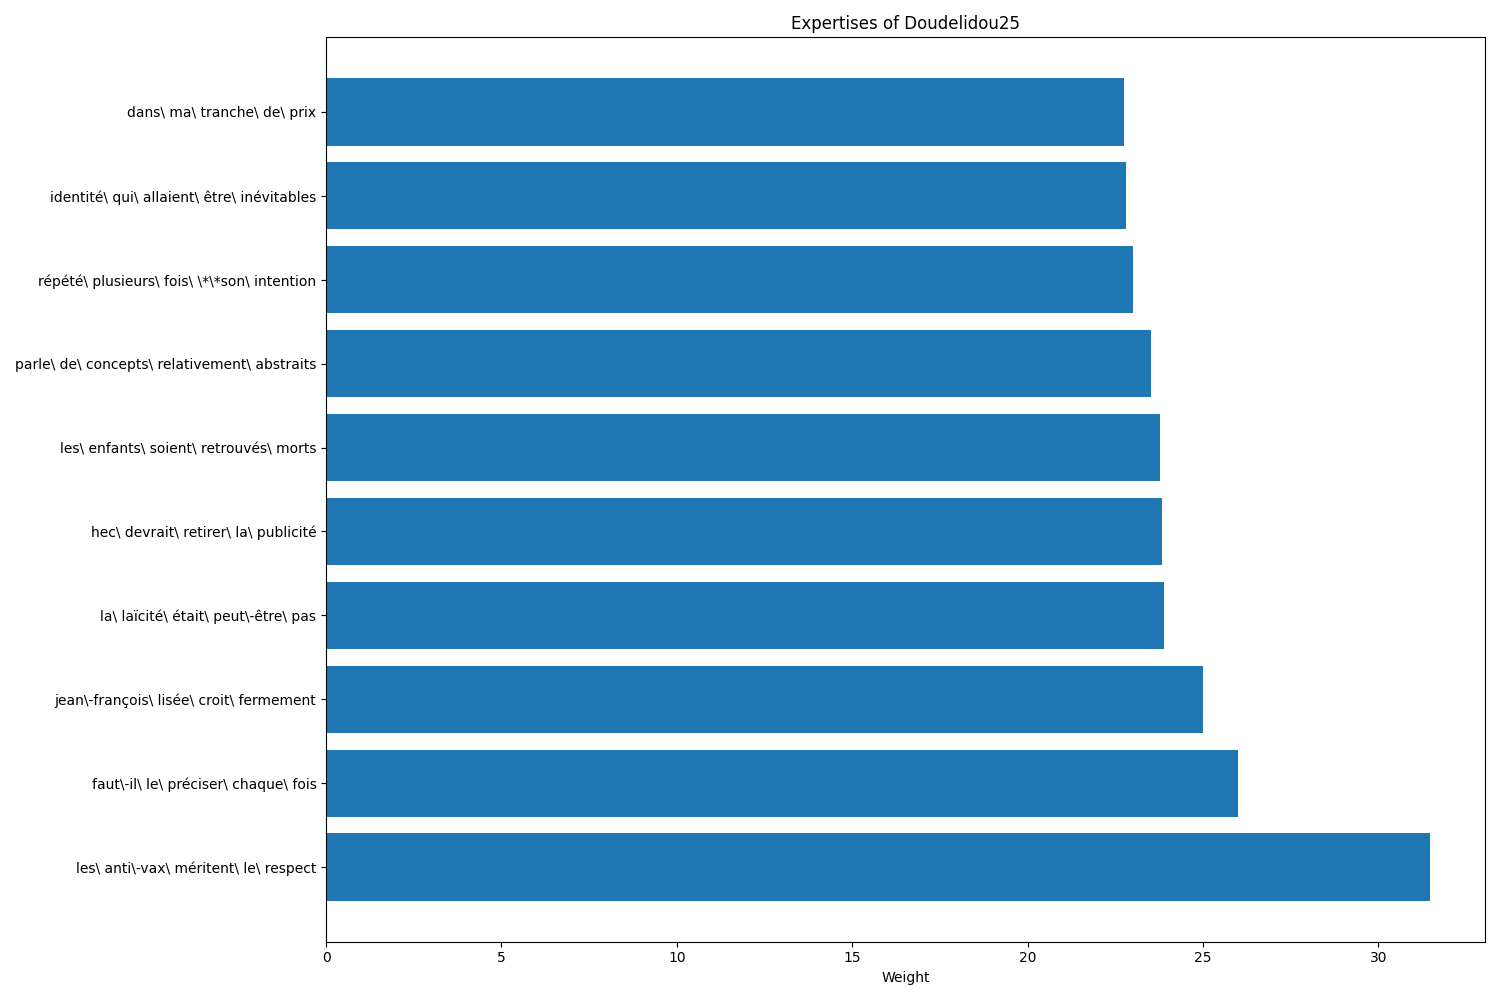 Expertises of Doudelidou25
dans\ ma\ tranche\ de\ prix
identité\ qui\ allaient\ être\ inévitables
répété\ plusieurs\ fois\ \*\*son\ intention
parle\ de\ concepts\ relativement\ abstraits
les\ enfants\ soient\ retrouvés\ morts
hec\ devrait\ retirer\ la\ publicité
la\ laïcité\ était\ peut\-être\ pas
jean\-françois\ lisée\ croit\ fermement
faut\-il\ le\ préciser\ chaque\ fois
les\ anti\-vax\ méritent\ le\ respect
0 5 10 15 20 25 30
Weight